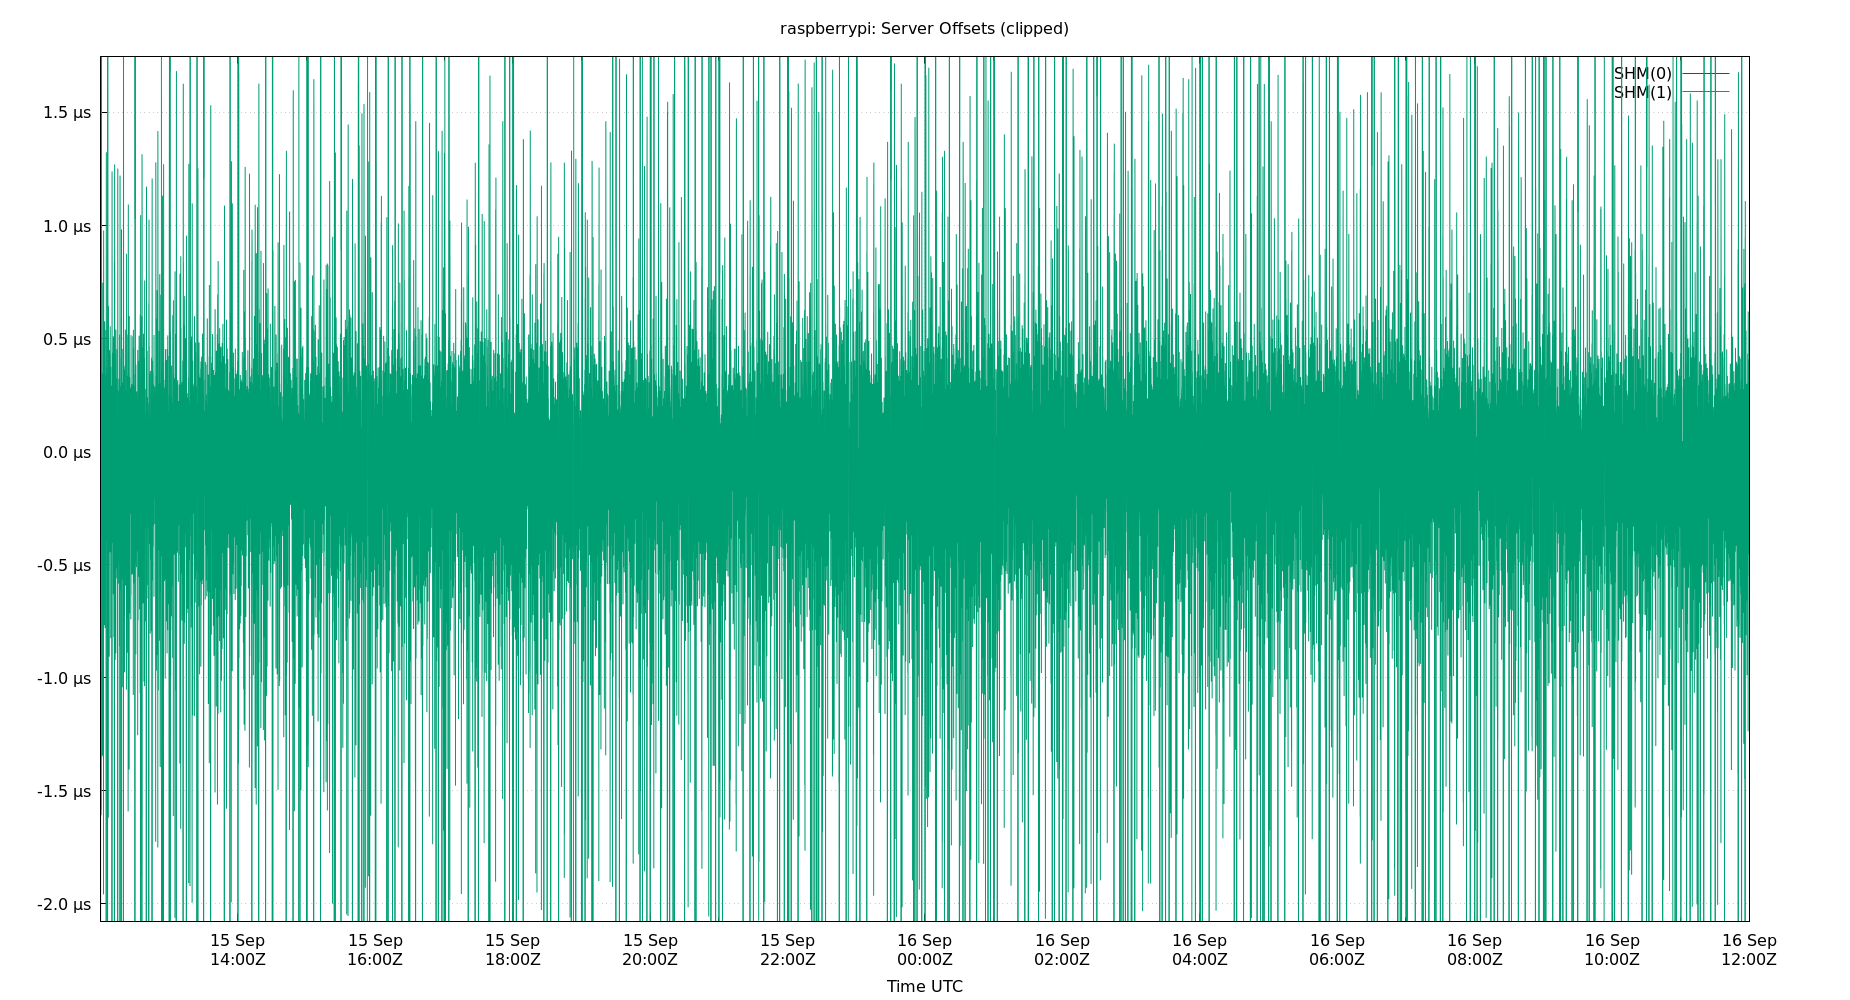 raspberrypi: Server Offsets (clipped)
SHM(0)
SHM(1)
1.5 µs
1.0 µs
0.5 µs
0.0 µs
-0.5 µs
-1.0 µs
-1.5 µs
-2.0 µs
15 Sep 15 Sep 15 Sep 15 Sep 15 Sep 16 Sep 16 Sep 16 Sep 16 Sep 16 Sep 16 Sep 16 Sep
14:00Z 16:00Z 18:00Z 20:00Z 22:00Z 00:00Z 02:00Z 04:00Z 06:00Z 08:00Z 10:00Z 12:00Z
Time UTC